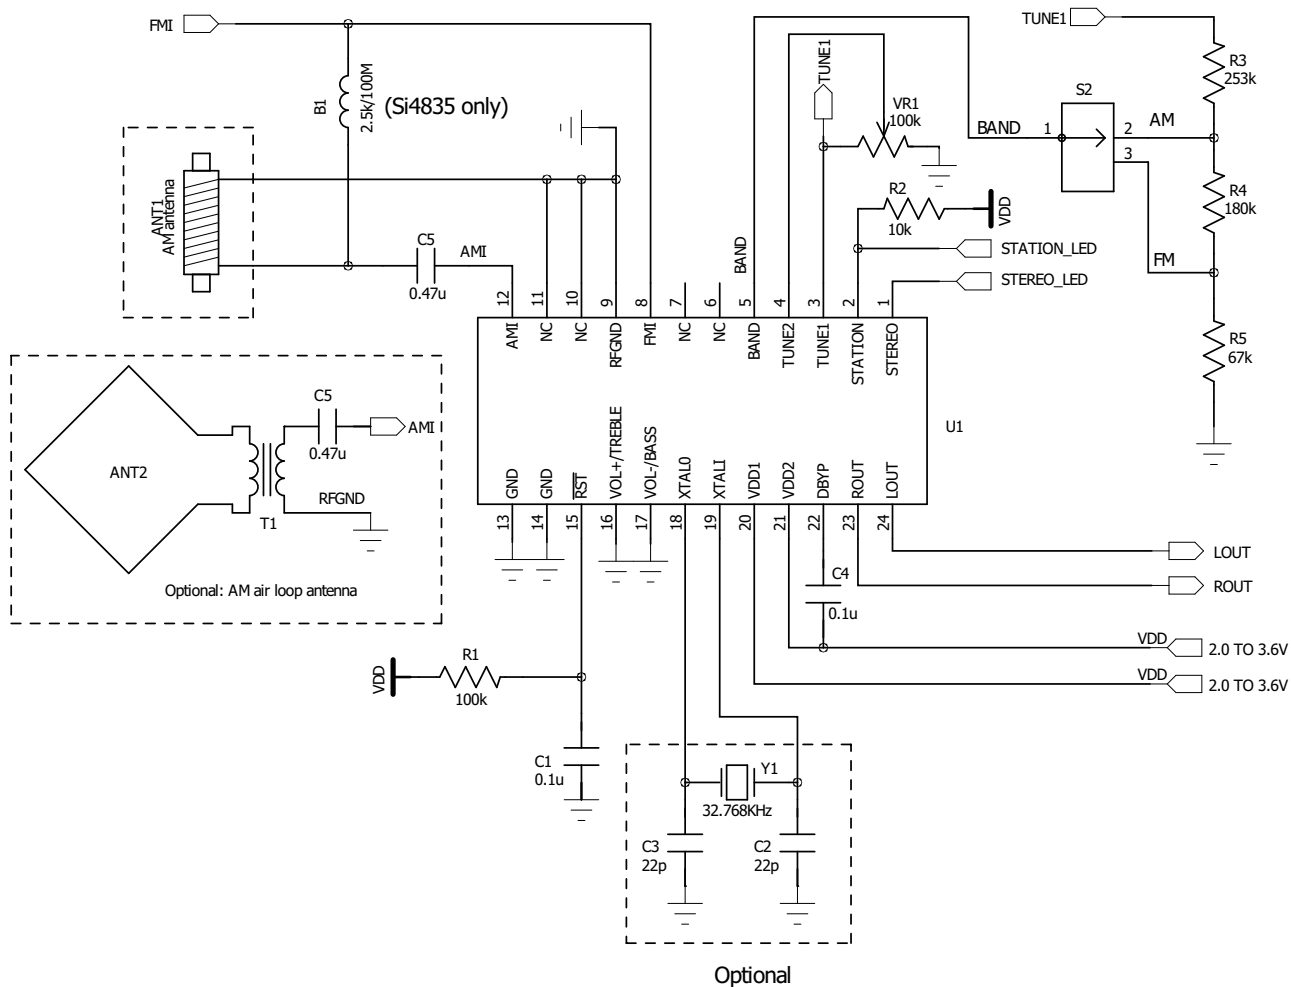 FMI
B1
2.5k/100M
(Si4835 only)
ANT1
AM antenna
C5
0.47u
AMI
TUNE1
VR1
100k
R2
10k
VDD
STATION_LED
STEREO_LED
BAND
TUNE1
R3
253k
S2
BAND
1
2
AM
3
R4
180k
FM
R5
67k
12
11
10
9
8
7
6
5
4
3
2
1
AMI
NC
NC
RFGND
FMI
NC
NC
BAND
TUNE2
TUNE1
STATION
STEREO
U1
GND
GND
RST
VOL+/TREBLE
VOL-/BASS
XTALO
XTALI
VDD1
VDD2
DBYP
ROUT
LOUT
13
14
15
16
17
18
19
20
21
22
23
24
ANT2
T1
C5
0.47u
AMI
RFGND
Optional: AM air loop antenna
C4
0.1u
LOUT
ROUT
VDD
2.0 TO 3.6V
VDD
2.0 TO 3.6V
VDD
R1
100k
C1
0.1u
Y1
32.768KHz
C3
22p
C2
22p
Optional